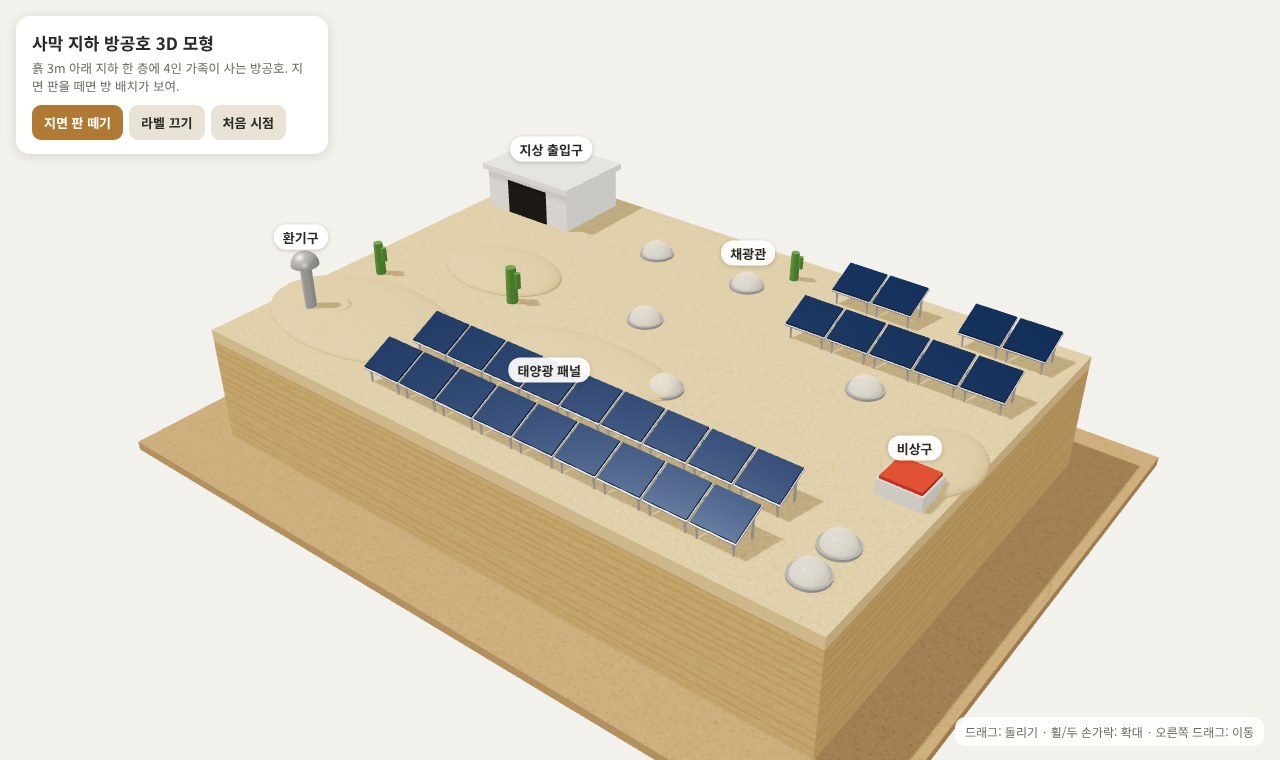 사막 지하 방공호 3D 모형
흙 3m 아래 지하 한 층에 4인 가족이 사는 방공호. 지
면 판을 떼면 방 배치가 보여.
지면 판 떼기
라벨 끄기
처음 시점
지상 출입구
환기구
채광관
태양광 패널
비상구
드래그: 돌리기 · 휠/두 손가락: 확대 · 오른쪽 드래그: 이동